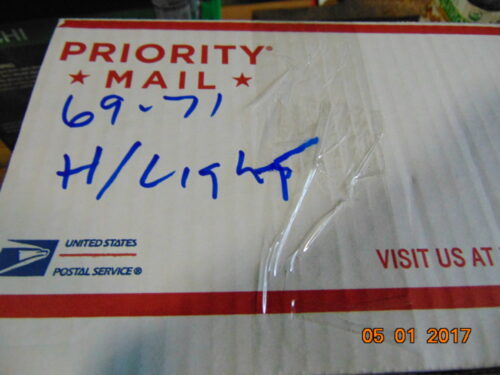 PRIORITY®
★ MAIL ★
69-71
H/Light
UNITED STATES
POSTAL SERVICE®
VISIT US AT
05 01 2017